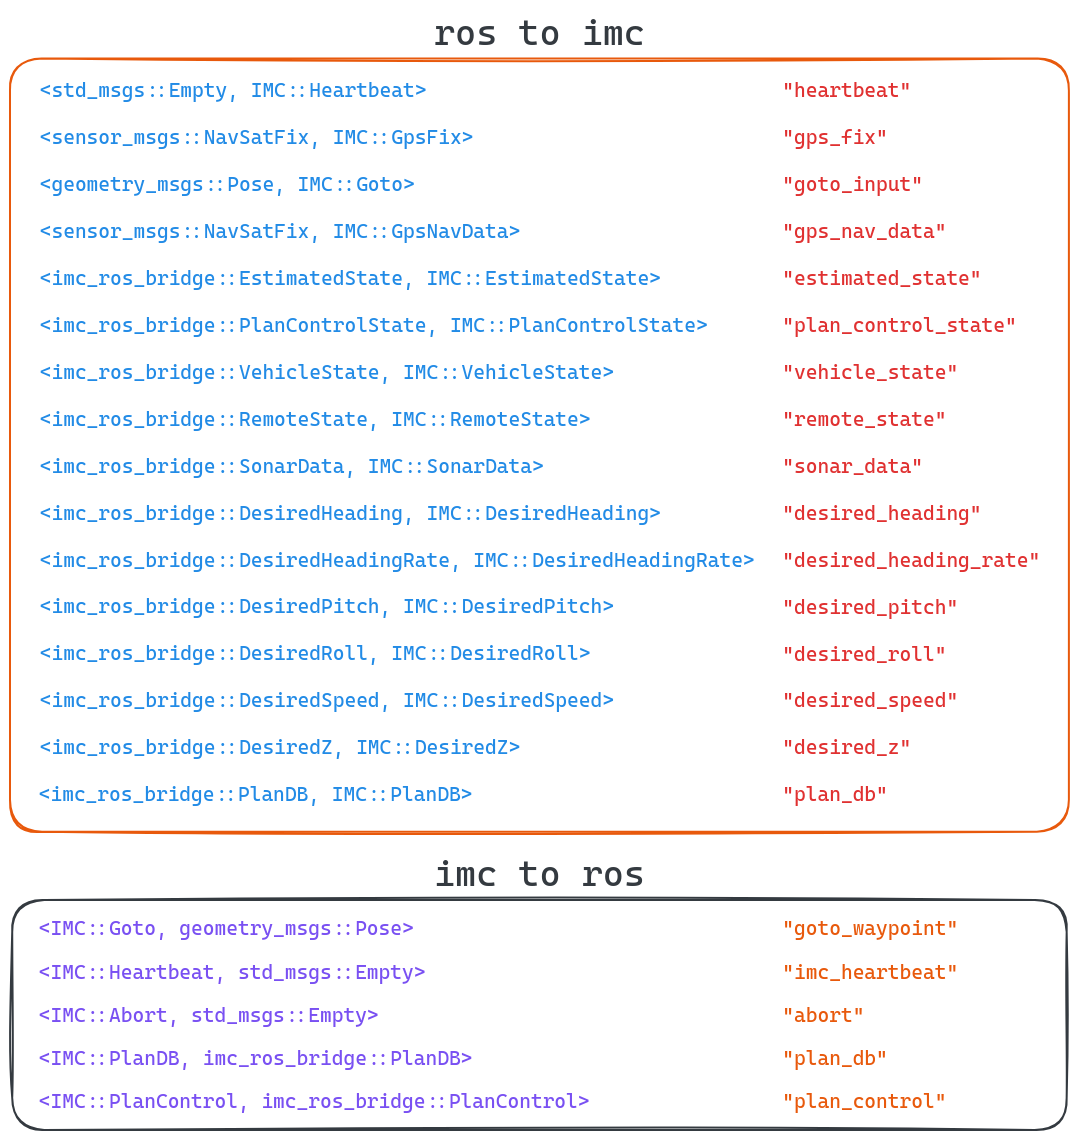 ros to imc
<std_msgs::Empty, IMC::Heartbeat> "heartbeat"
<sensor_msgs::NavSatFix, IMC::GpsFix> "gps_fix"
<geometry_msgs::Pose, IMC::Goto> "goto_input"
<sensor_msgs::NavSatFix, IMC::GpsNavData> "gps_nav_data"
<imc_ros_bridge::EstimatedState, IMC::EstimatedState> "estimated_state"
<imc_ros_bridge::PlanControlState, IMC::PlanControlState> "plan_control_state"
<imc_ros_bridge::VehicleState, IMC::VehicleState> "vehicle_state"
<imc_ros_bridge::RemoteState, IMC::RemoteState> "remote_state"
<imc_ros_bridge::SonarData, IMC::SonarData> "sonar_data"
<imc_ros_bridge::DesiredHeading, IMC::DesiredHeading> "desired_heading"
<imc_ros_bridge::DesiredHeadingRate, IMC::DesiredHeadingRate> "desired_heading_rate"
<imc_ros_bridge::DesiredPitch, IMC::DesiredPitch> "desired_pitch"
<imc_ros_bridge::DesiredRoll, IMC::DesiredRoll> "desired_roll"
<imc_ros_bridge::DesiredSpeed, IMC::DesiredSpeed> "desired_speed"
<imc_ros_bridge::DesiredZ, IMC::DesiredZ> "desired_z"
<imc_ros_bridge::PlanDB, IMC::PlanDB> "plan_db"
imc to ros
<IMC::Goto, geometry_msgs::Pose> "goto_waypoint"
<IMC::Heartbeat, std_msgs::Empty> "imc_heartbeat"
<IMC::Abort, std_msgs::Empty> "abort"
<IMC::PlanDB, imc_ros_bridge::PlanDB> "plan_db"
<IMC::PlanControl, imc_ros_bridge::PlanControl> "plan_control"